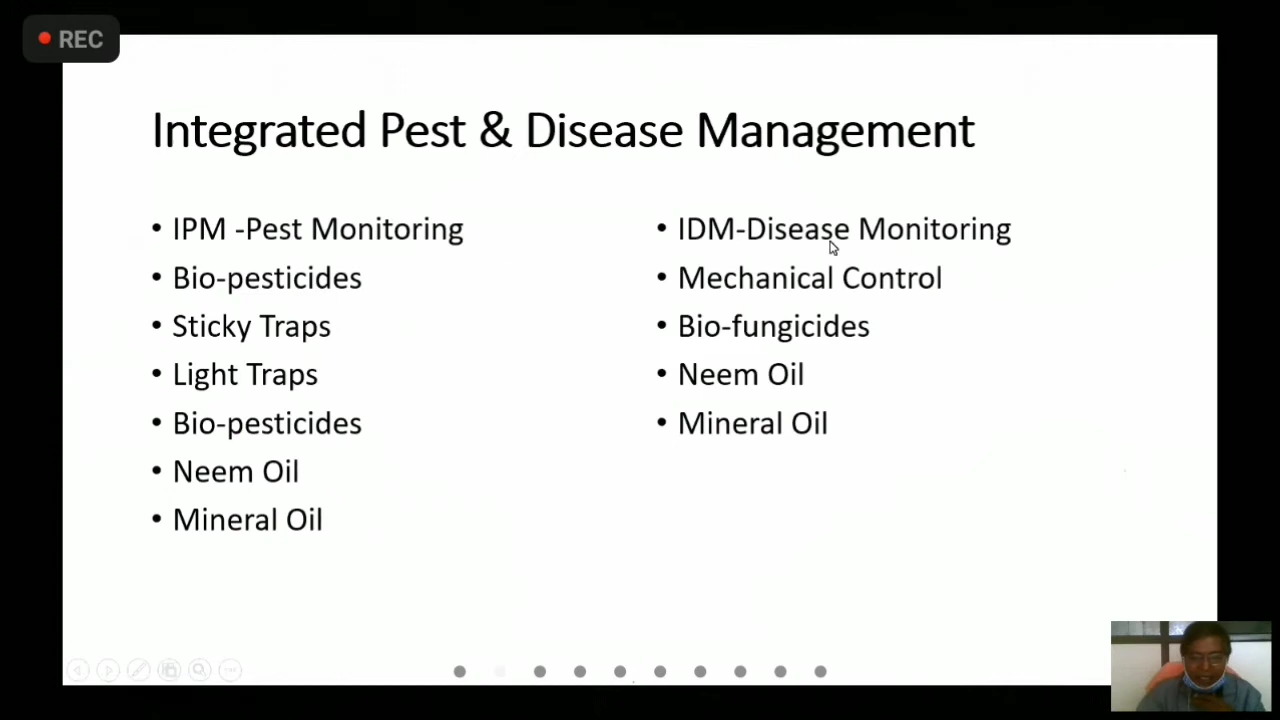 REC
Integrated Pest & Disease Management
• IPM -Pest Monitoring
• Bio-pesticides
• Sticky Traps
• Light Traps
• Bio-pesticides
• Neem Oil
• Mineral Oil
• IDM-Disease Monitoring
• Mechanical Control
• Bio-fungicides
• Neem Oil
• Mineral Oil